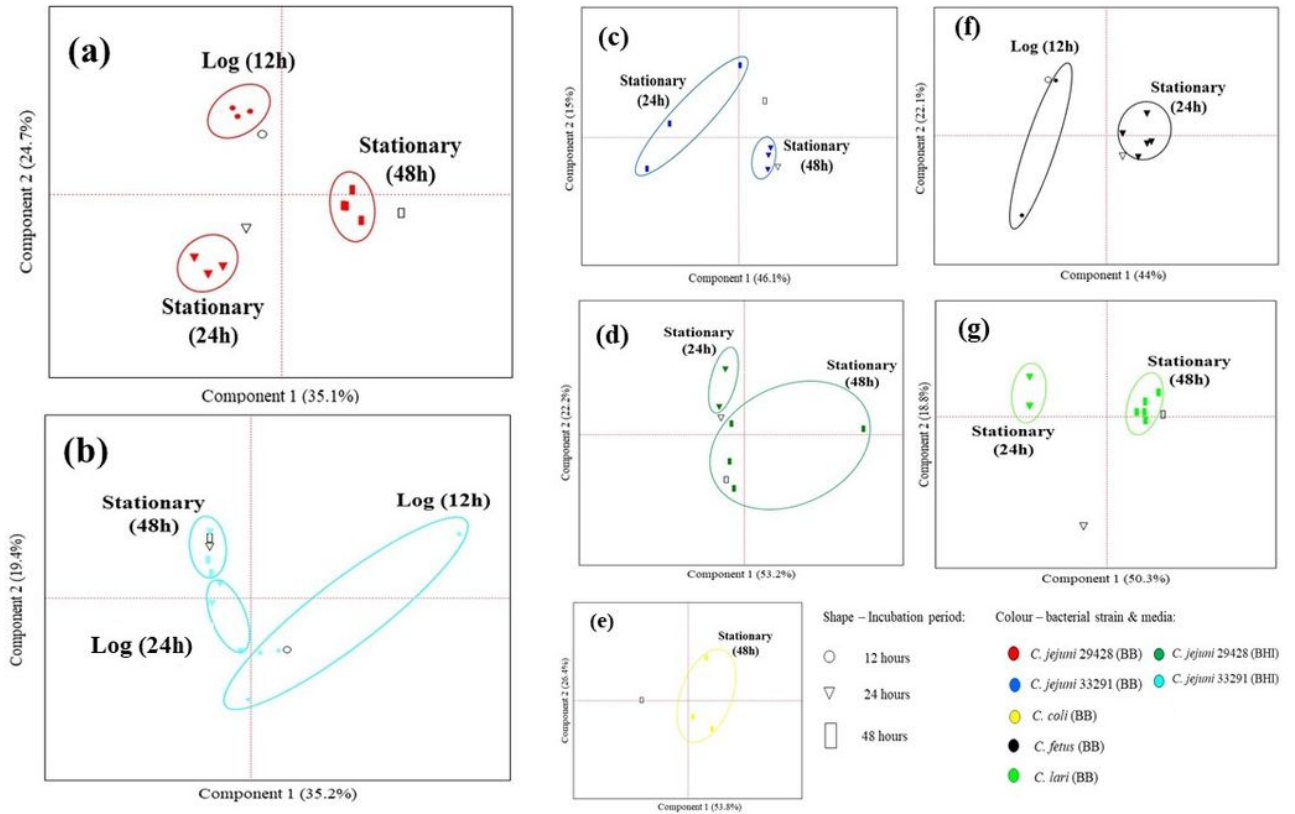 (a)
Log (12h)
Stationary
(48h)
Stationary
(24h)
Component 2 (24.7%)
Component 1 (35.1%)
(b)
Stationary
(48h)
Log (12h)
Log (24h)
Component 2 (19.4%)
Component 1 (35.2%)
(c)
Stationary
(24h)
Stationary
(48h)
Component 2 (15%)
Component 1 (46.1%)
(d)
Stationary
(24h)
Stationary
(48h)
Component 2 (22.2%)
Component 1 (53.2%)
(e)
Stationary
(48h)
Component 2 (26.4%)
Component 1 (53.8%)
(f)
Log (12h)
Stationary
(24h)
Component 2 (22.1%)
Component 1 (44%)
(g)
Stationary
(48h)
Stationary
(24h)
Component 2 (18.8%)
Component 1 (50.3%)
Shape – Incubation period:
12 hours
24 hours
48 hours
Colour – bacterial strain & media:
C. jejuni 29428 (BB)
C. jejuni 33291 (BB)
C. coli (BB)
C. fetus (BB)
C. lari (BB)
C. jejuni 29428 (BHI)
C. jejuni 33291 (BHI)